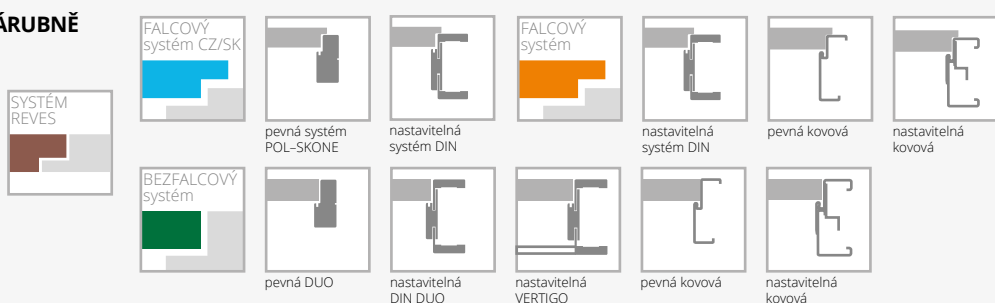 ÁRUBNĚ
SYSTÉM
REVES
FALCOVÝ
systém CZ/SK
pevná systém
POL–SKONE
nastavitelná
systém DIN
FALCOVÝ
systém
nastavitelná
systém DIN
pevná kovová
nastavitelná
kovová
BEZFALCOVÝ
systém
pevná DUO
nastavitelná
DIN DUO
nastavitelná
VERTIGO
pevná kovová
nastavitelná
kovová